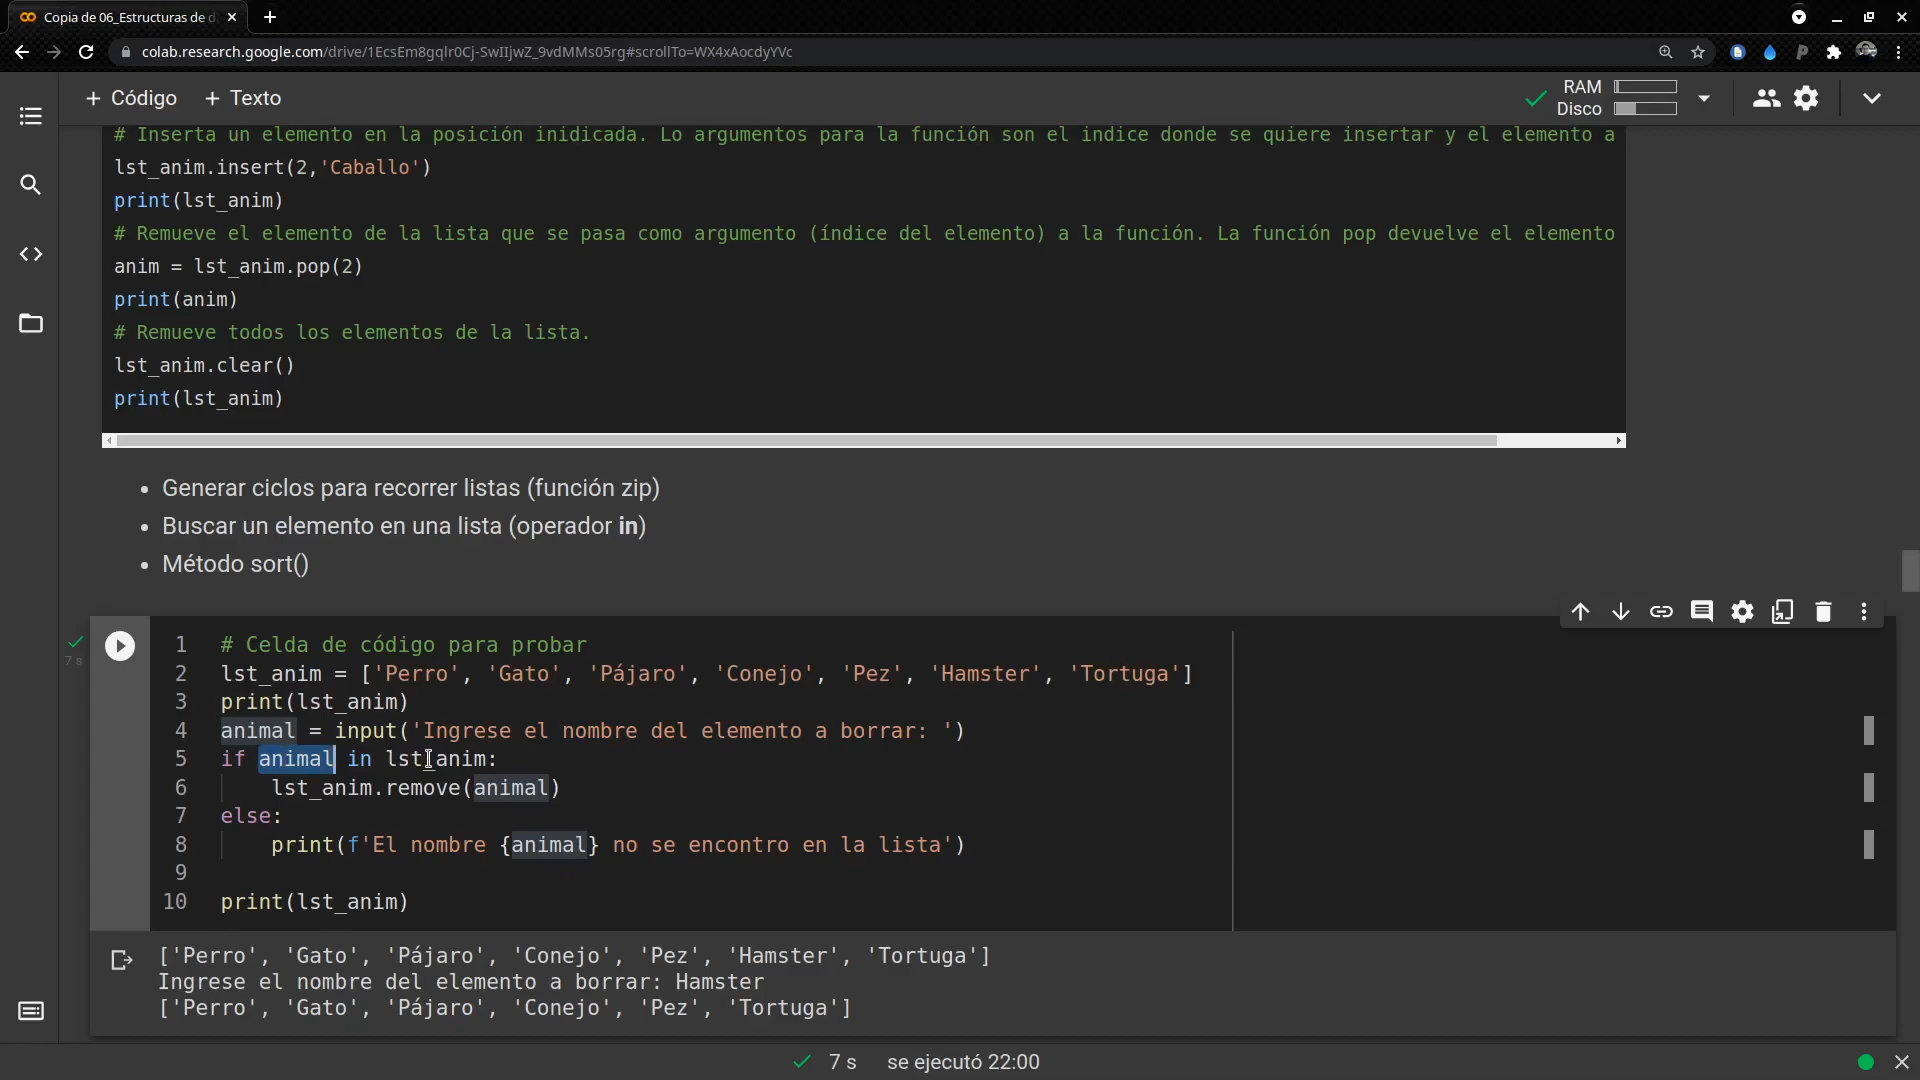 Copia de 06_Estructuras de d
colab.research.google.com/drive/1EcsEm8gqlr0Cj-SwIIjwZ_9vdMMs05rg#scrollTo=WX4xAocdyYVc
+ Código + Texto
RAM
Disco
# Inserta un elemento en la posición inidicada. Lo argumentos para la función son el indice donde se quiere insertar y el elemento a
lst_anim.insert(2,'Caballo')
print(lst_anim)
# Remueve el elemento de la lista que se pasa como argumento (índice del elemento) a la función. La función pop devuelve el elemento
anim = lst_anim.pop(2)
print(anim)
# Remueve todos los elementos de la lista.
lst_anim.clear()
print(lst_anim)
• Generar ciclos para recorrer listas (función zip)
• Buscar un elemento en una lista (operador in)
• Método sort()
7 s
1 # Celda de código para probar
2 lst_anim = ['Perro', 'Gato', 'Pájaro', 'Conejo', 'Pez', 'Hamster', 'Tortuga']
3 print(lst_anim)
4 animal = input('Ingrese el nombre del elemento a borrar: ')
5 if animal in lst_anim:
6     lst_anim.remove(animal)
7 else:
8     print(f'El nombre {animal} no se encontro en la lista')
9
10 print(lst_anim)
['Perro', 'Gato', 'Pájaro', 'Conejo', 'Pez', 'Hamster', 'Tortuga']
Ingrese el nombre del elemento a borrar: Hamster
['Perro', 'Gato', 'Pájaro', 'Conejo', 'Pez', 'Tortuga']
7 s se ejecutó 22:00